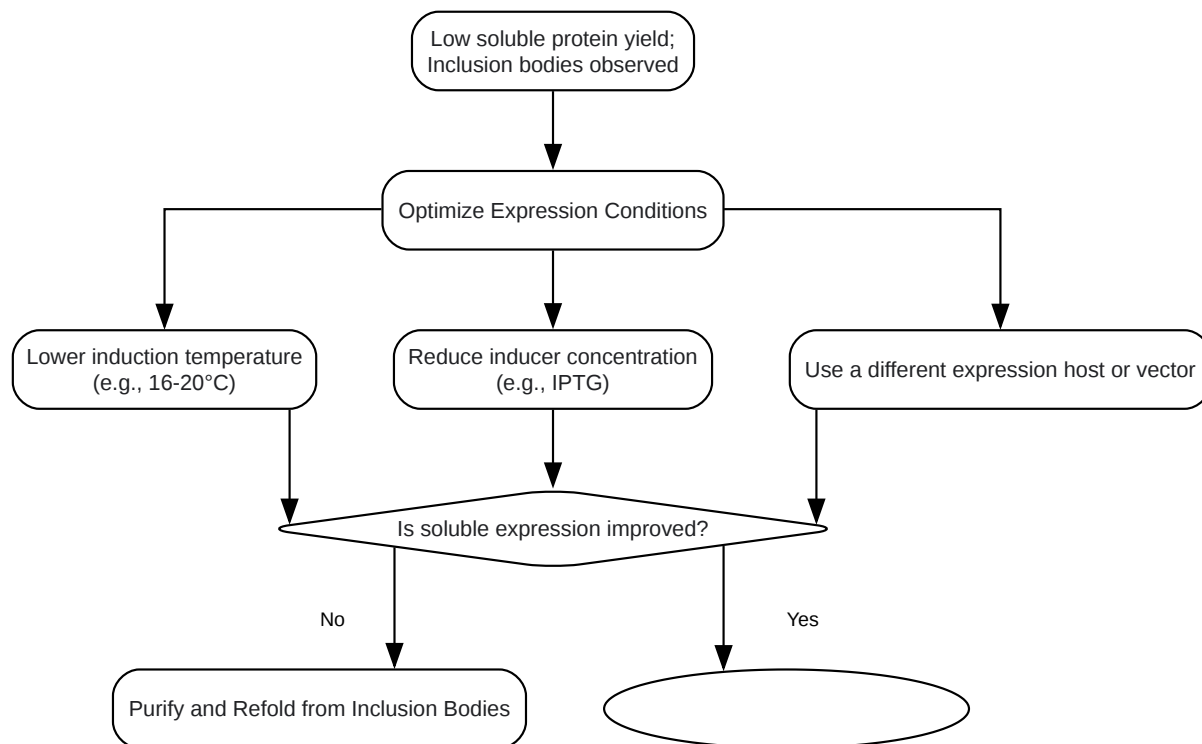 Low soluble protein yield;
Inclusion bodies observed
Optimize Expression Conditions
Lower induction temperature
(e.g., 16-20°C)
Reduce inducer concentration
(e.g., IPTG)
Use a different expression host or vector
Is soluble expression improved?
No
Yes
Purify and Refold from Inclusion Bodies